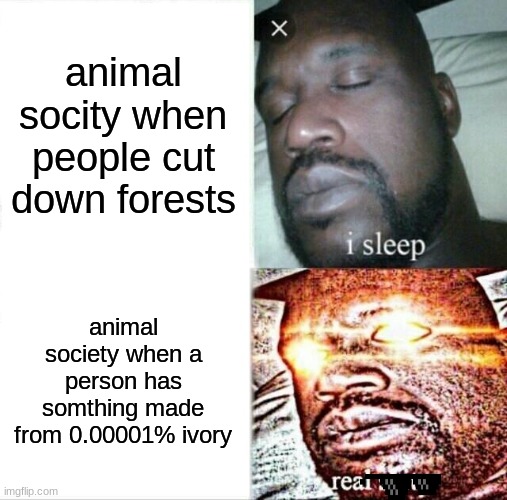 animal
socity when
people cut
down forests
i sleep
animal
society when a
person has
somthing made
from 0.00001% ivory
real
imgflip.com